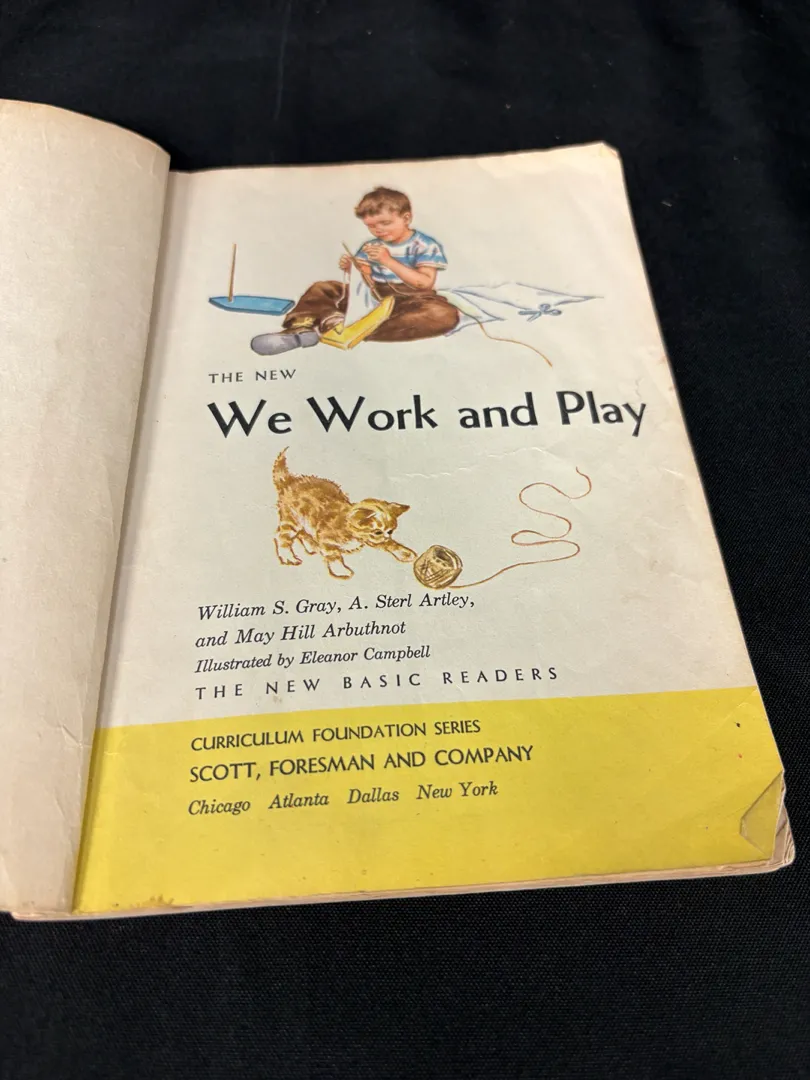 THE NEW
We Work and Play
William S. Gray, A. Sterl Artley,
and May Hill Arbuthnot
Illustrated by Eleanor Campbell
THE NEW BASIC READERS
CURRICULUM FOUNDATION SERIES
SCOTT, FORESMAN AND COMPANY
Chicago Atlanta Dallas New York